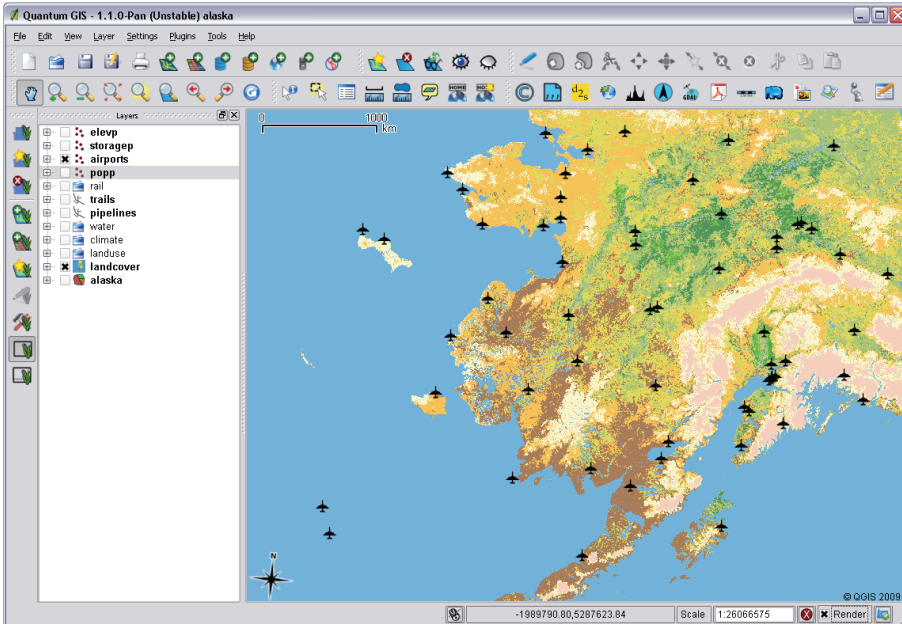 Quantum GIS - 1.1.0-Pan (Unstable) alaska
File Edit View Layer Settings Plugins Tools Help
Layers
elevp
storagep
airports
popp
rail
trails
pipelines
water
climate
landuse
landcover
alaska
0 1000
km
N
© QGIS 2009
-1989790.80,5287623.84 Scale 1:26066575 Render